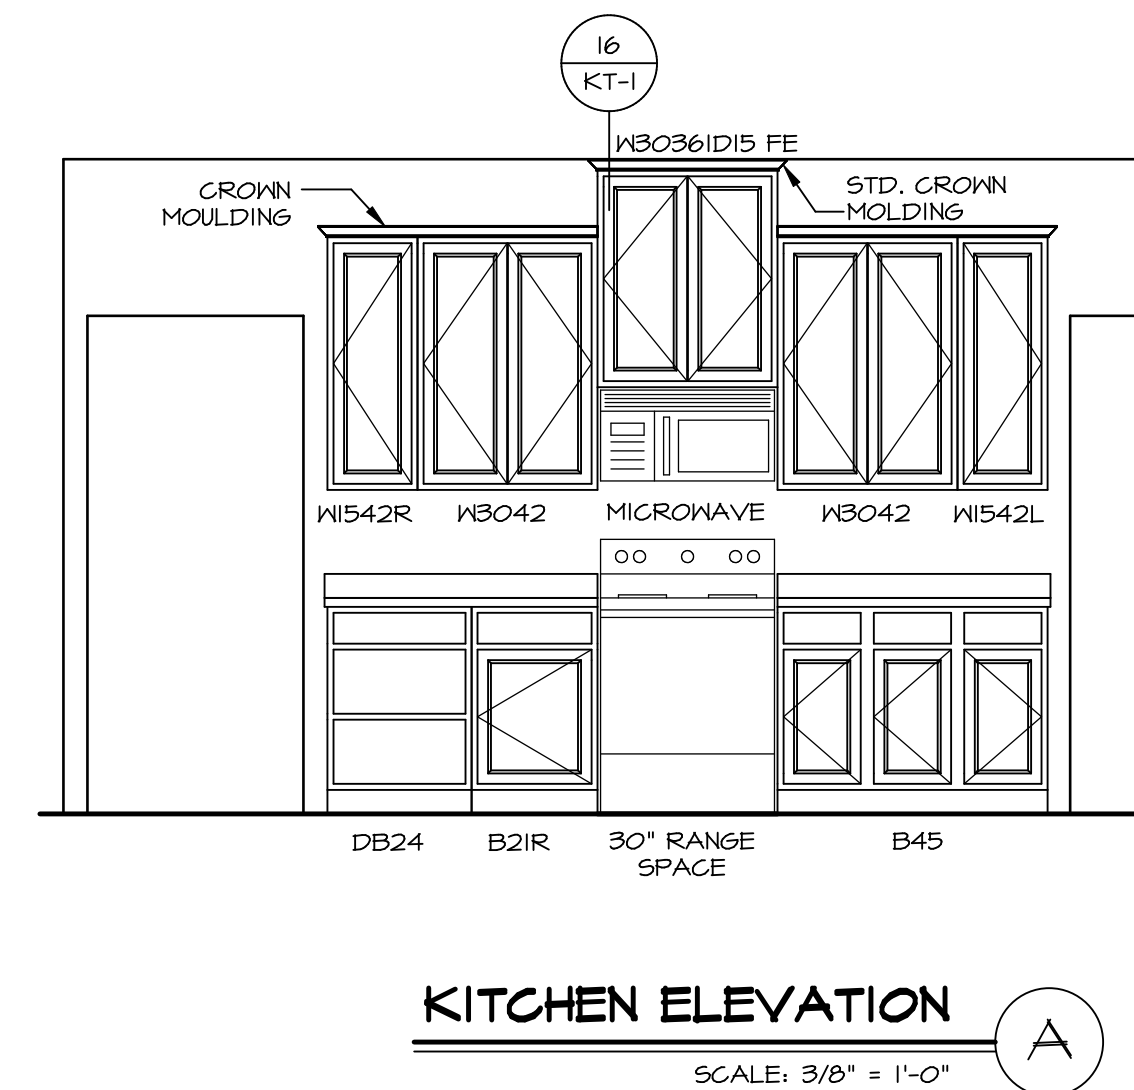 16
KT-1
W30361D15 FE
CROWN
MOULDING
STD. CROWN
MOLDING
W1542R
W3042
MICROWAVE
W3042
W1542L
DB24
B21R
30" RANGE
SPACE
B45
KITCHEN ELEVATION
A
SCALE: 3/8" = 1'-0"